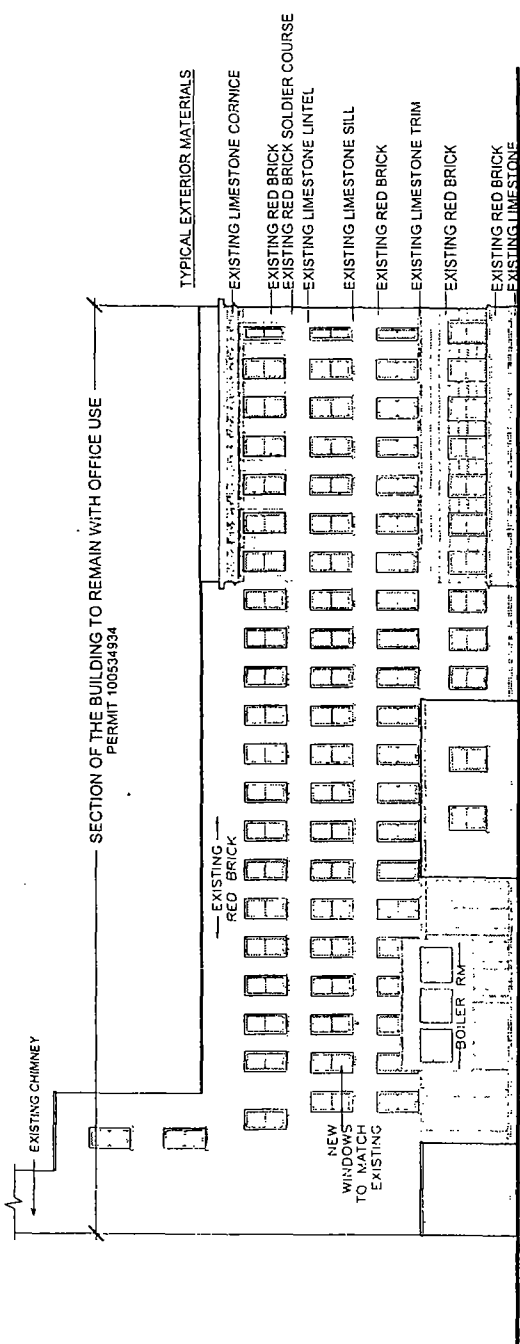 EXISTING CHIMNEY
SECTION OF THE BUILDING TO REMAIN WITH OFFICE USE
PERMIT 100534934
TYPICAL EXTERIOR MATERIALS
EXISTING LIMESTONE CORNICE
EXISTING RED BRICK
EXISTING RED BRICK SOLDIER COURSE
EXISTING LIMESTONE LINTEL
EXISTING LIMESTONE SILL
EXISTING RED BRICK
EXISTING LIMESTONE TRIM
EXISTING RED BRICK
EXISTING RED BRICK
EXISTING LIMESTONE
EXISTING
RED BRICK
NEW
WINDOWS
TO MATCH
EXISTING
BOILER RM